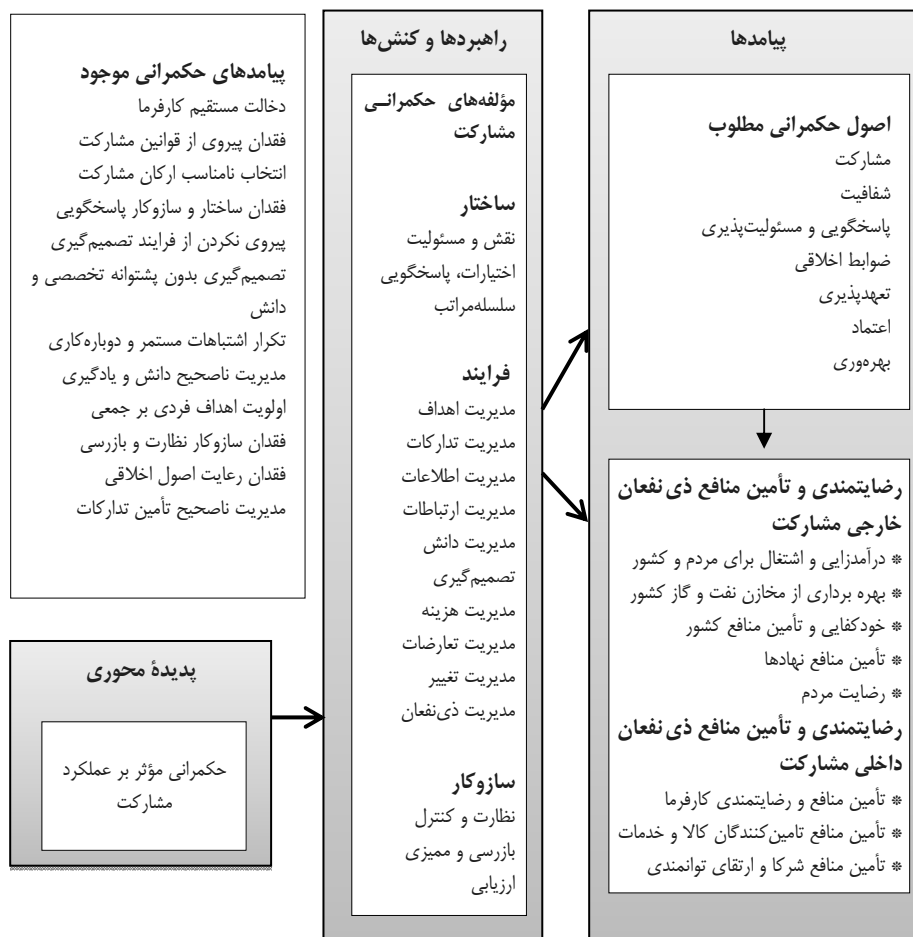 پیامدهای حکمرانی موجود
دخالت مستقیم کارفرما
فقدان پیروی از قوانین مشارکت
انتخاب نامناسب ارکان مشارکت
فقدان ساختار و سازوکار پاسخگویی
پیروی نکردن از فرایند تصمیم‌گیری
تصمیم‌گیری بدون پشتوانه تخصصی و
دانش
تکرار اشتباهات مستمر و دوباره‌کاری
مدیریت ناصحیح دانش و یادگیری
اولویت اهداف فردی بر جمعی
فقدان سازوکار نظارت و بازرسی
فقدان رعایت اصول اخلاقی
مدیریت ناصحیح تأمین تدارکات
پدیدهٔ محوری
حکمرانی مؤثر بر عملکرد
مشارکت
راهبردها و کنش‌ها
مؤلفه‌های حکمرانـی
مشارکت
ساختار
نقش و مسئولیت
اختیارات، پاسخگویی
سلسله‌مراتب
فرایند
مدیریت اهداف
مدیریت تدارکات
مدیریت اطلاعات
مدیریت ارتباطات
مدیریت دانش
تصمیم‌گیری
مدیریت هزینه
مدیریت تعارضات
مدیریت تغییر
مدیریت ذی‌نفعان
سازوکار
نظارت و کنترل
بازرسی و ممیزی
ارزیابی
پیامدها
اصول حکمرانی مطلوب
مشارکت
شفافیت
پاسخگویی و مسئولیت‌پذیری
ضوابط اخلاقی
تعهدپذیری
اعتماد
بهره‌وری
رضایتمندی و تأمین منافع ذی نفعان
خارجی مشارکت
* درآمدزایی و اشتغال برای مردم و کشور
* بهره برداری از مخازن نفت و گاز کشور
* خودکفایی و تأمین منافع کشور
* تأمین منافع نهادها
* رضایت مردم
رضایتمندی و تأمین منافع ذی نفعان
داخلی مشارکت
* تأمین منافع و رضایتمندی کارفرما
* تأمین منافع تامین‌کنندگان کالا و خدمات
* تأمین منافع شرکا و ارتقای توانمندی